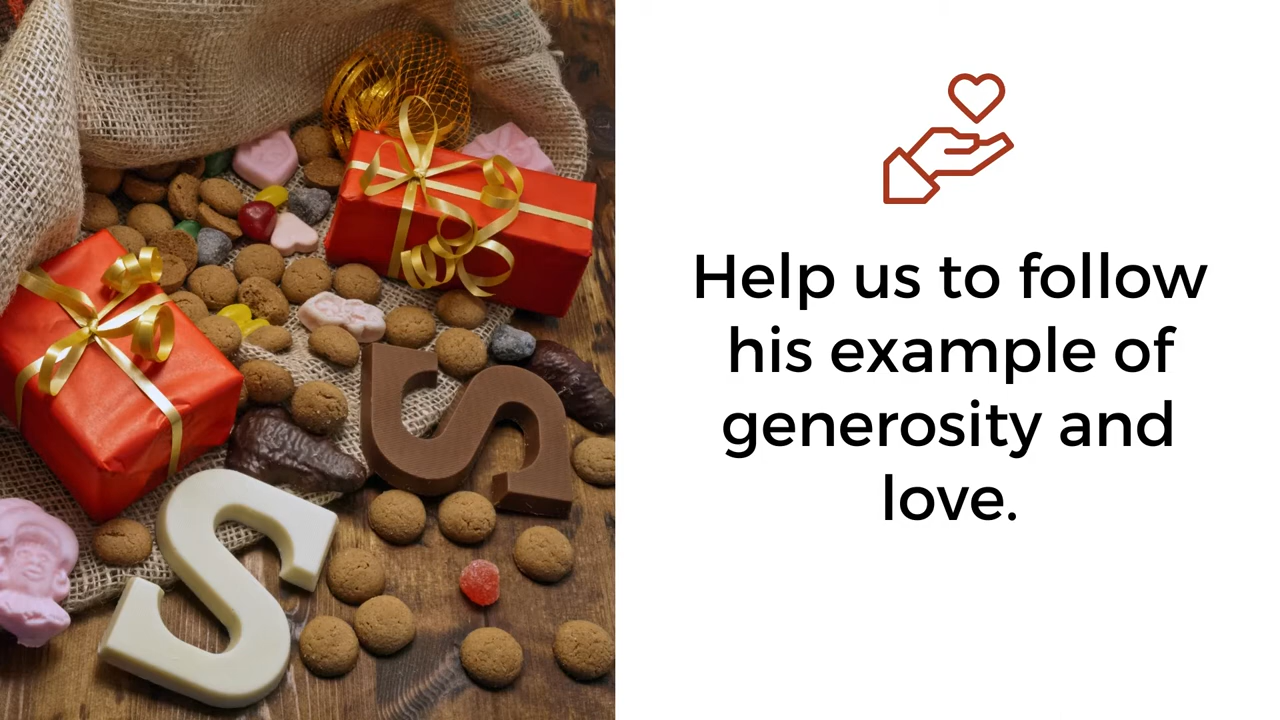 Help us to follow
his example of
generosity and
love.
S
S